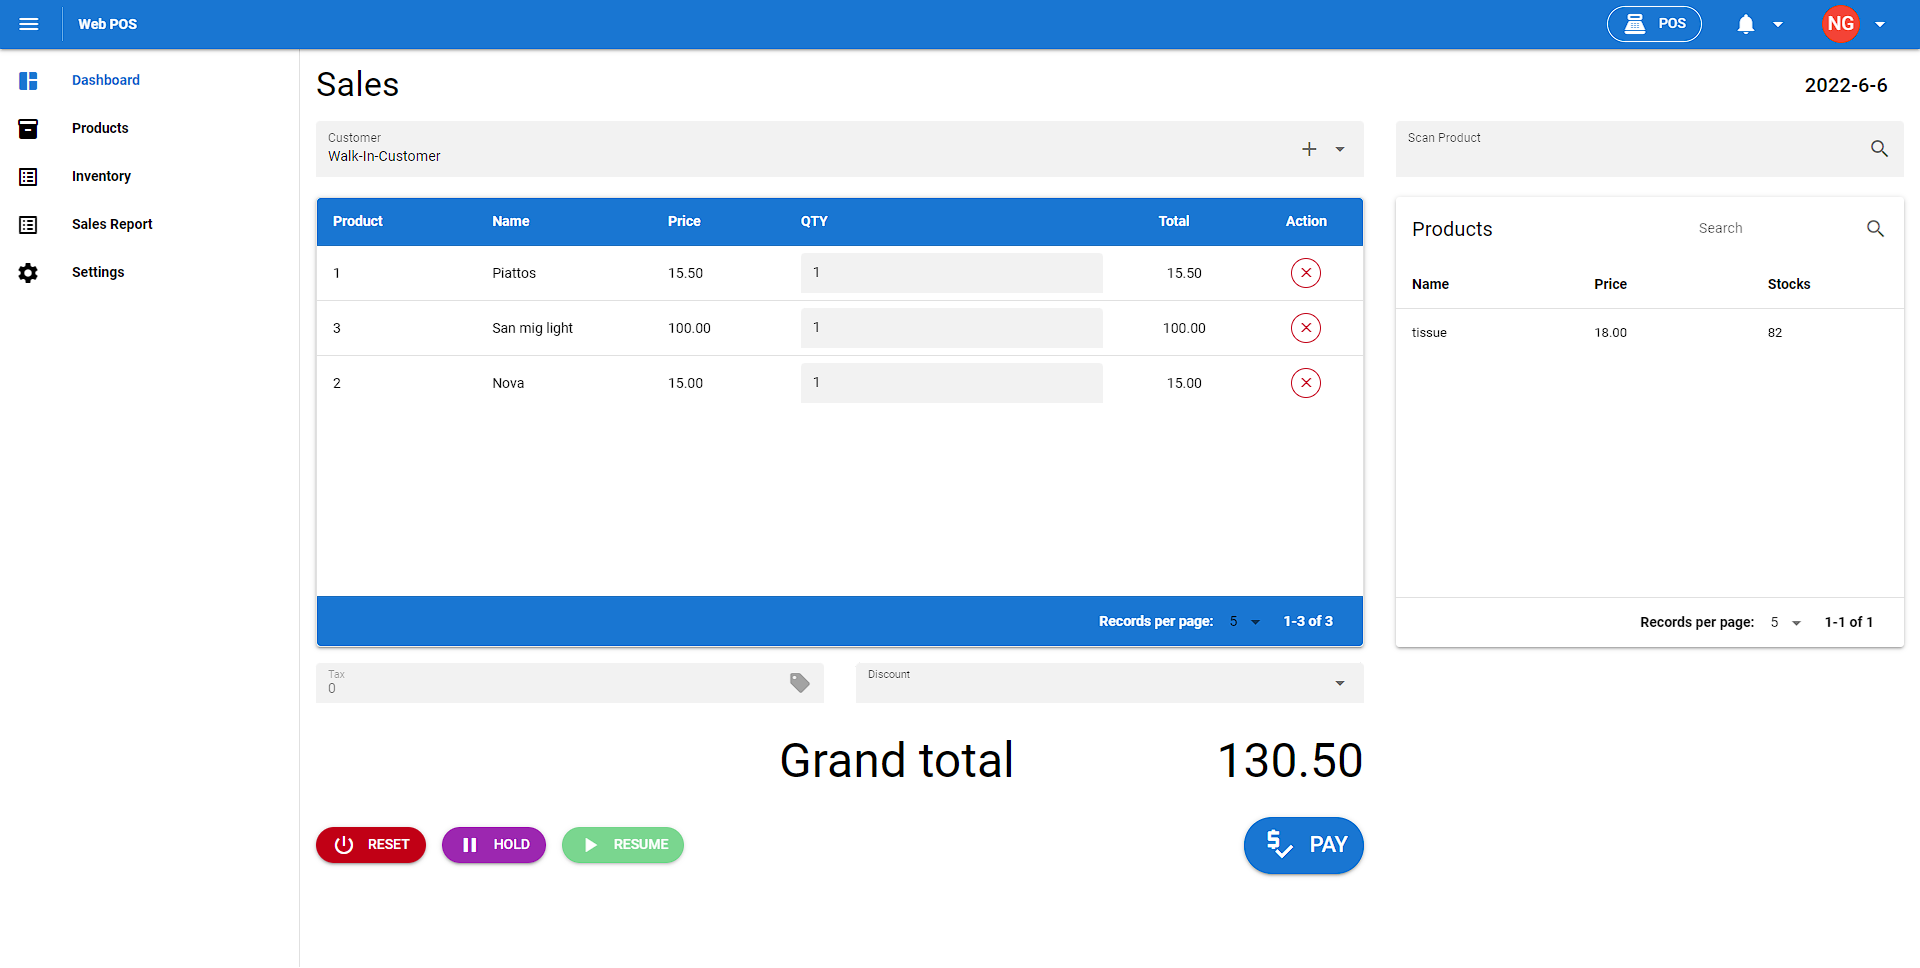 Web POS
POS
NG
Dashboard
Products
Inventory
Sales Report
Settings
Sales
2022-6-6
Customer
Walk-In-Customer
Scan Product
Product Name Price QTY Total Action
1 Piattos 15.50 1 15.50
3 San mig light 100.00 1 100.00
2 Nova 15.00 1 15.00
Records per page: 5 1-3 of 3
Products Search
Name Price Stocks
tissue 18.00 82
Records per page: 5 1-1 of 1
Tax
0
Discount
Grand total 130.50
RESET HOLD RESUME PAY